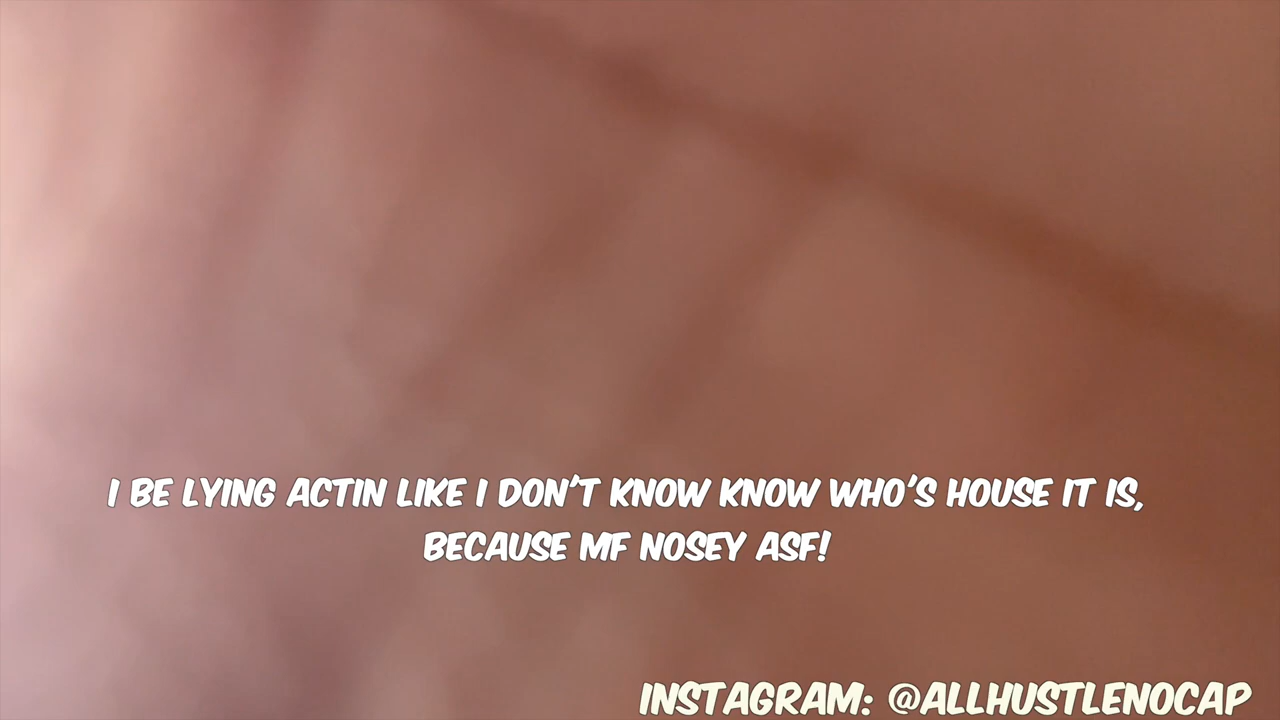 I BE LYING ACTIN LIKE I DON'T KNOW KNOW WHO'S HOUSE IT IS,
BECAUSE MF NOSEY ASF!
INSTAGRAM: @ALLHUSTLENOCAP